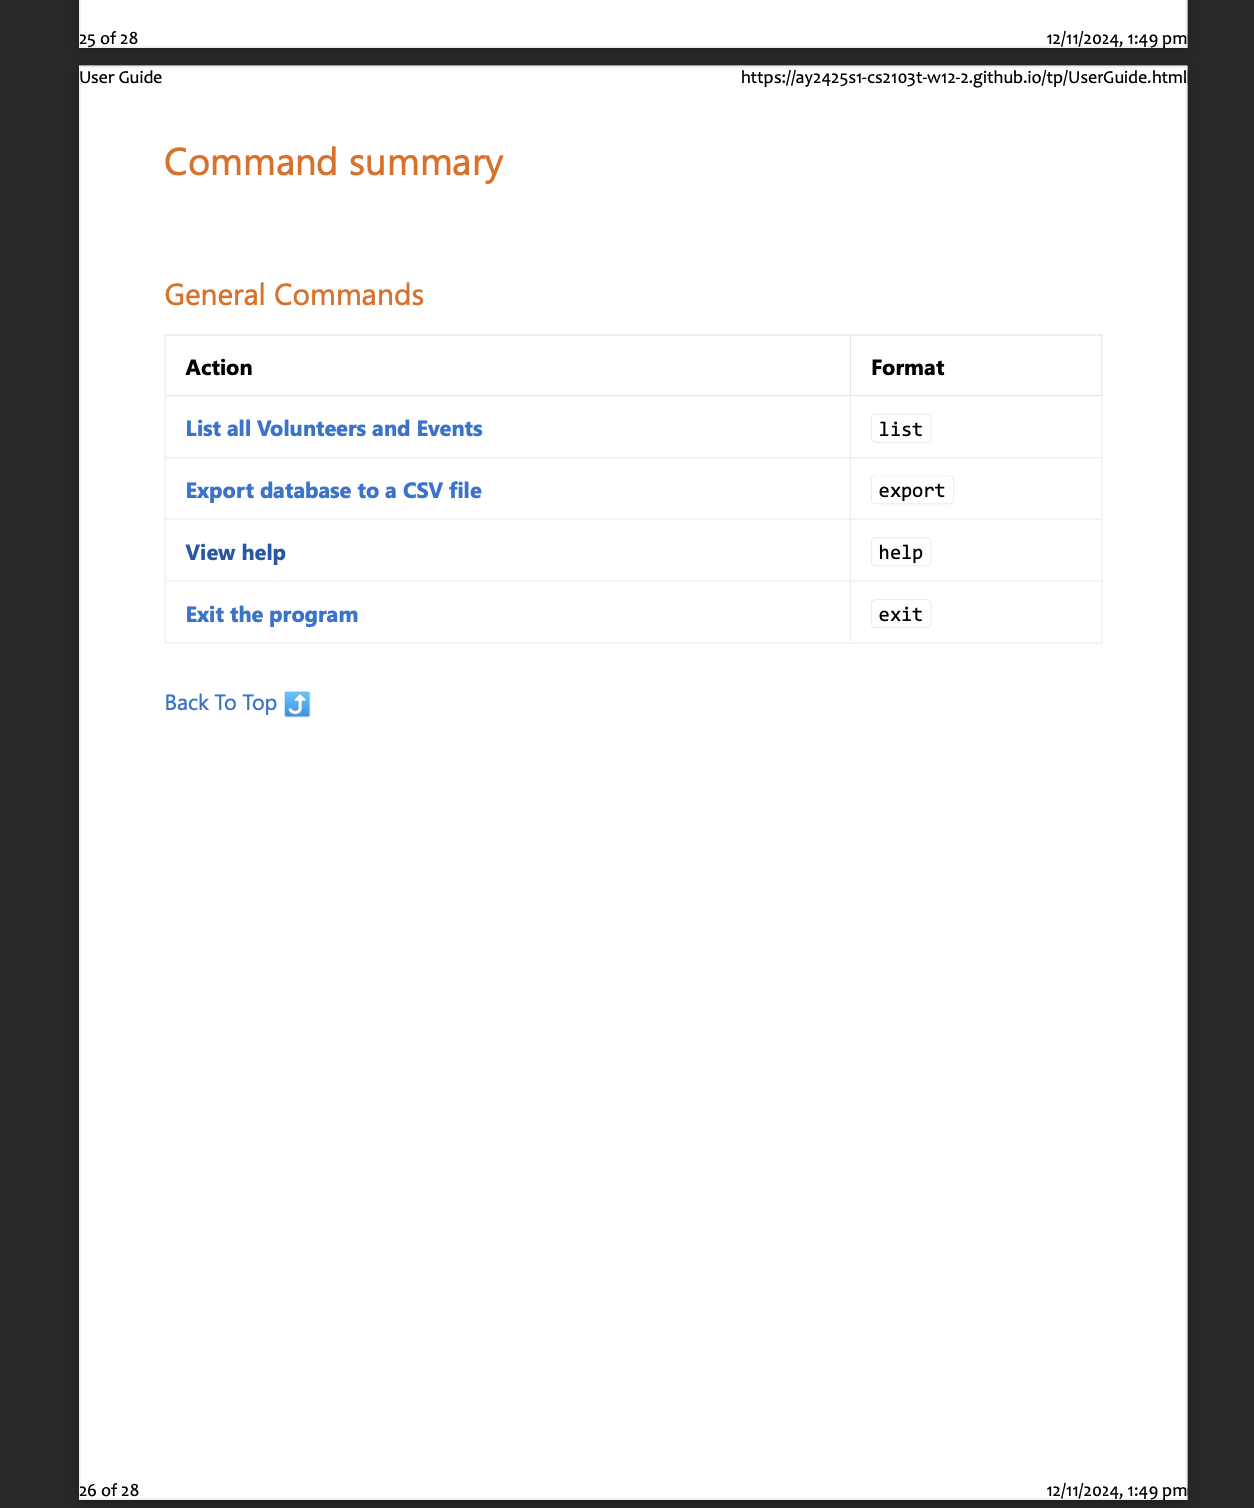 25 of 28 12/11/2024, 1:49 pm
User Guide https://ay2425s1-cs2103t-w12-2.github.io/tp/UserGuide.html
Command summary
General Commands
Action Format
List all Volunteers and Events list
Export database to a CSV file export
View help help
Exit the program exit
Back To Top ⤴️
26 of 28 12/11/2024, 1:49 pm